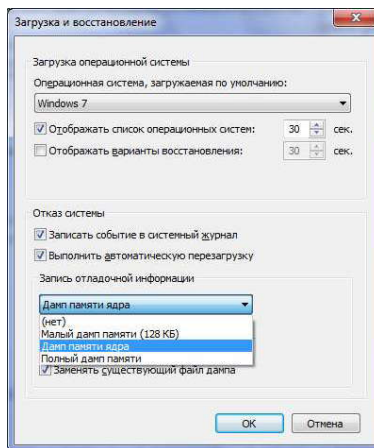 Загрузка и восстановление
Загрузка операционной системы
Операционная система, загружаемая по умолчанию:
Windows 7
Отображать список операционных систем: 30 сек.
Отображать варианты восстановления: 30 сек.
Отказ системы
Записать событие в системный журнал
Выполнить автоматическую перезагрузку
Запись отладочной информации
Дамп памяти ядра
(нет)
Малый дамп памяти (128 КБ)
Дамп памяти ядра
Полный дамп памяти
Заменять существующий файл дампа
OK Отмена